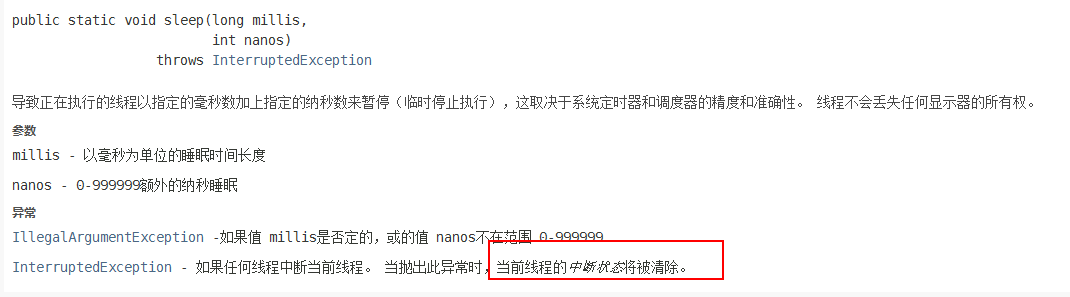 public static void sleep(long millis,
int nanos)
throws InterruptedException
导致正在执行的线程以指定的毫秒数加上指定的纳秒数来暂停（临时停止执行），这取决于系统定时器和调度器的精度和准确性。 线程不会丢失任何显示器的所有权。
参数
millis - 以毫秒为单位的睡眠时间长度
nanos - 0-999999额外的纳秒睡眠
异常
IllegalArgumentException -如果值 millis是否定的，或的值 nanos不在范围 0-999999
InterruptedException - 如果任何线程中断当前线程。 当抛出此异常时，当前线程的中断状态将被清除。